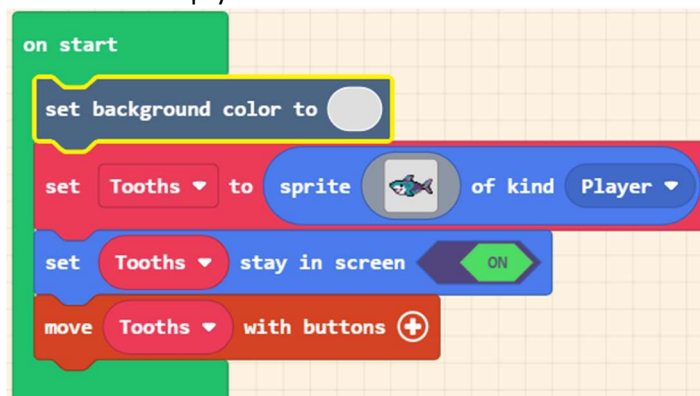 on start
set background color to
set Tooths to sprite of kind Player
set Tooths stay in screen ON
move Tooths with buttons